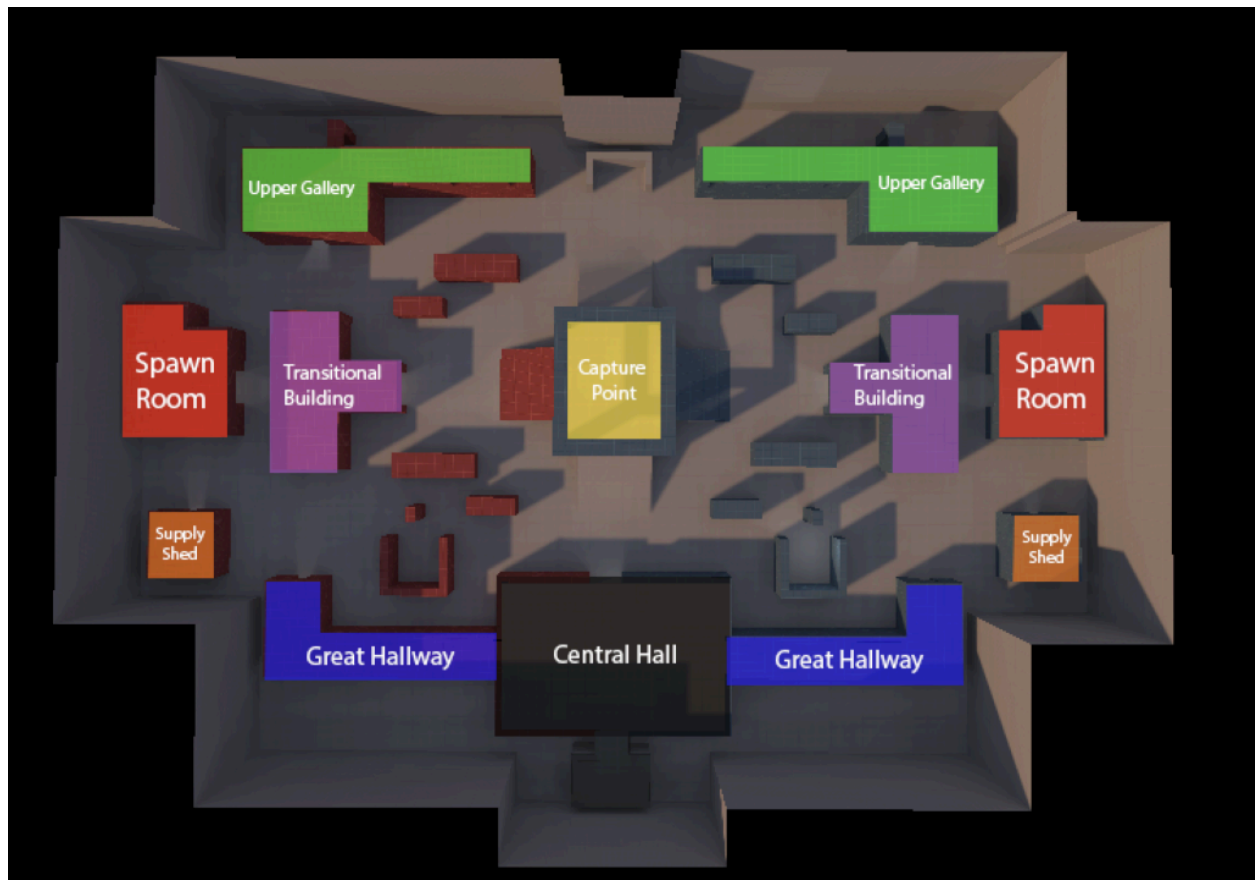 Upper Gallery
Upper Gallery
Spawn
Room
Transitional
Building
Capture
Point
Transitional
Building
Spawn
Room
Supply
Shed
Supply
Shed
Great Hallway
Central Hall
Great Hallway